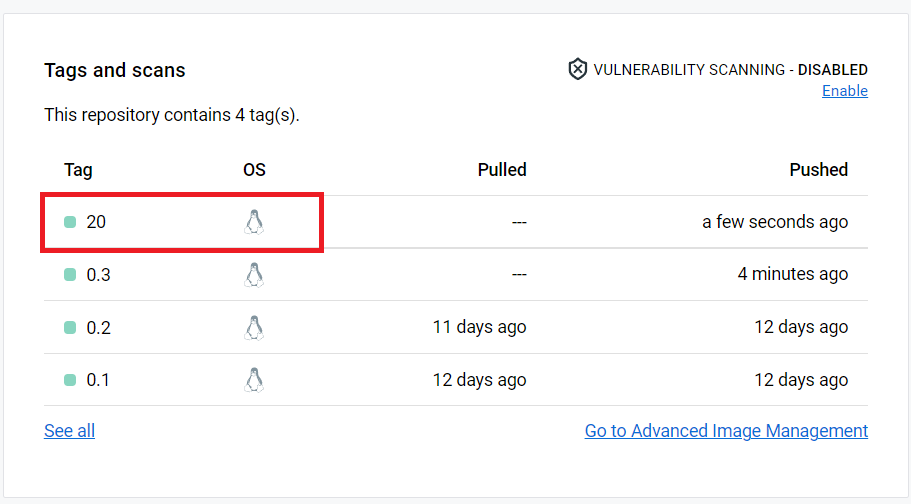 Tags and scans
VULNERABILITY SCANNING - DISABLED
Enable
This repository contains 4 tag(s).
Tag OS Pulled Pushed
20 --- a few seconds ago
0.3 --- 4 minutes ago
0.2 11 days ago 12 days ago
0.1 12 days ago 12 days ago
See all Go to Advanced Image Management